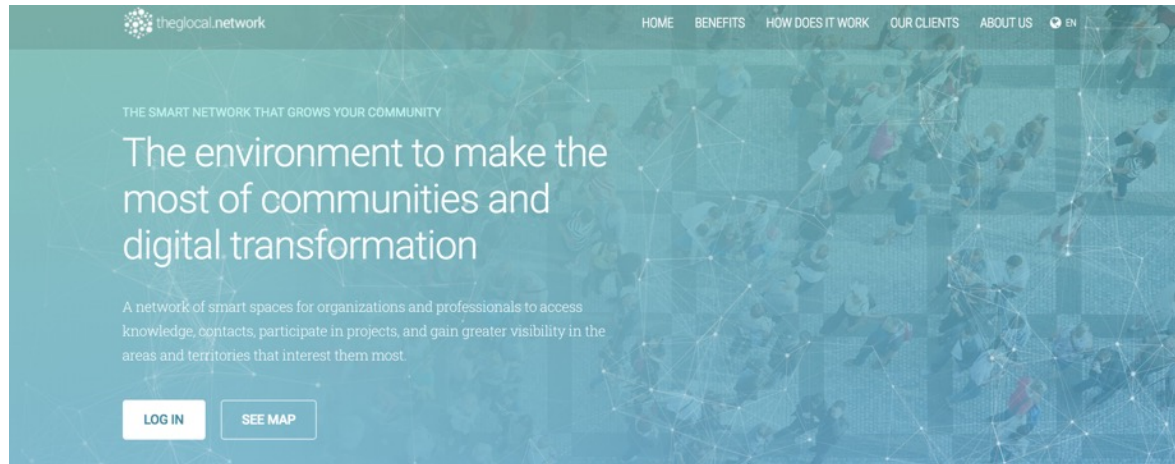 theglocal.network
HOME BENEFITS HOW DOES IT WORK OUR CLIENTS ABOUT US EN
THE SMART NETWORK THAT GROWS YOUR COMMUNITY
The environment to make the
most of communities and
digital transformation
A network of smart spaces for organizations and professionals to access
knowledge, contacts, participate in projects, and gain greater visibility in the
areas and territories that interest them most.
LOG IN SEE MAP